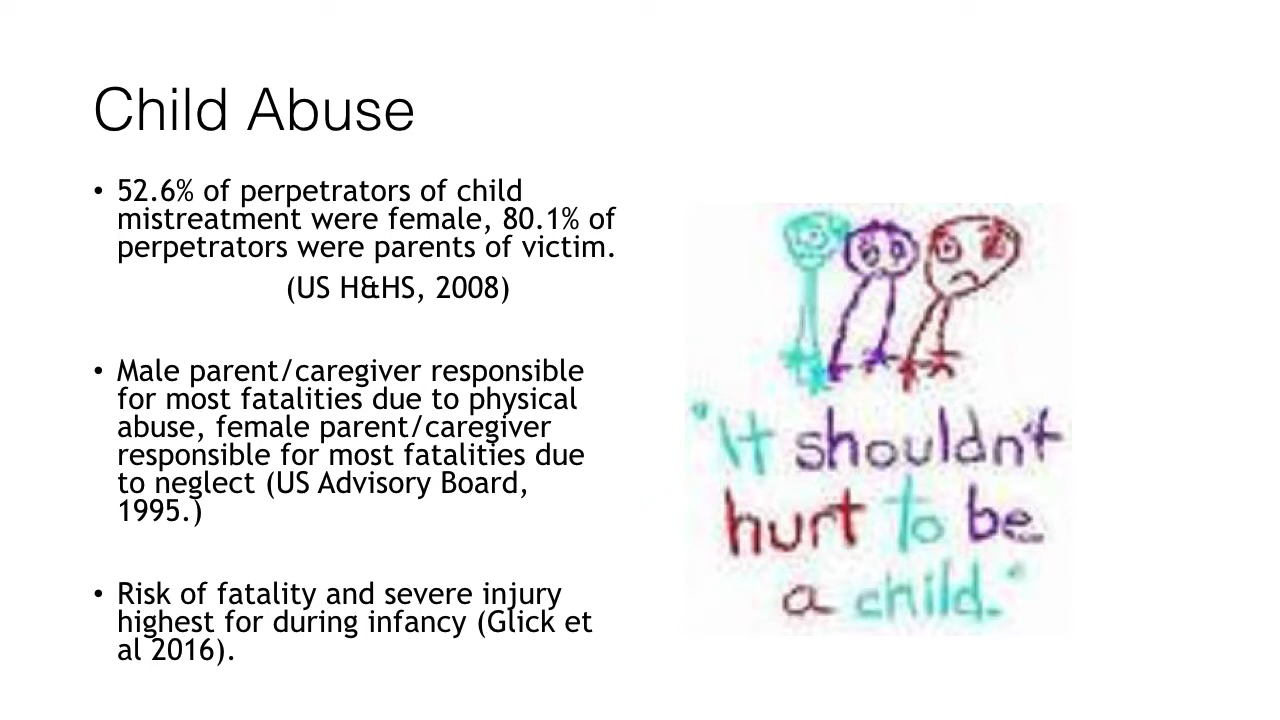 Child Abuse
• 52.6% of perpetrators of child
mistreatment were female, 80.1% of
perpetrators were parents of victim.
(US H&HS, 2008)
• Male parent/caregiver responsible
for most fatalities due to physical
abuse, female parent/caregiver
responsible for most fatalities due
to neglect (US Advisory Board,
1995.)
• Risk of fatality and severe injury
highest for during infancy (Glick et
al 2016).
"It shouldn't
hurt to be
a child."